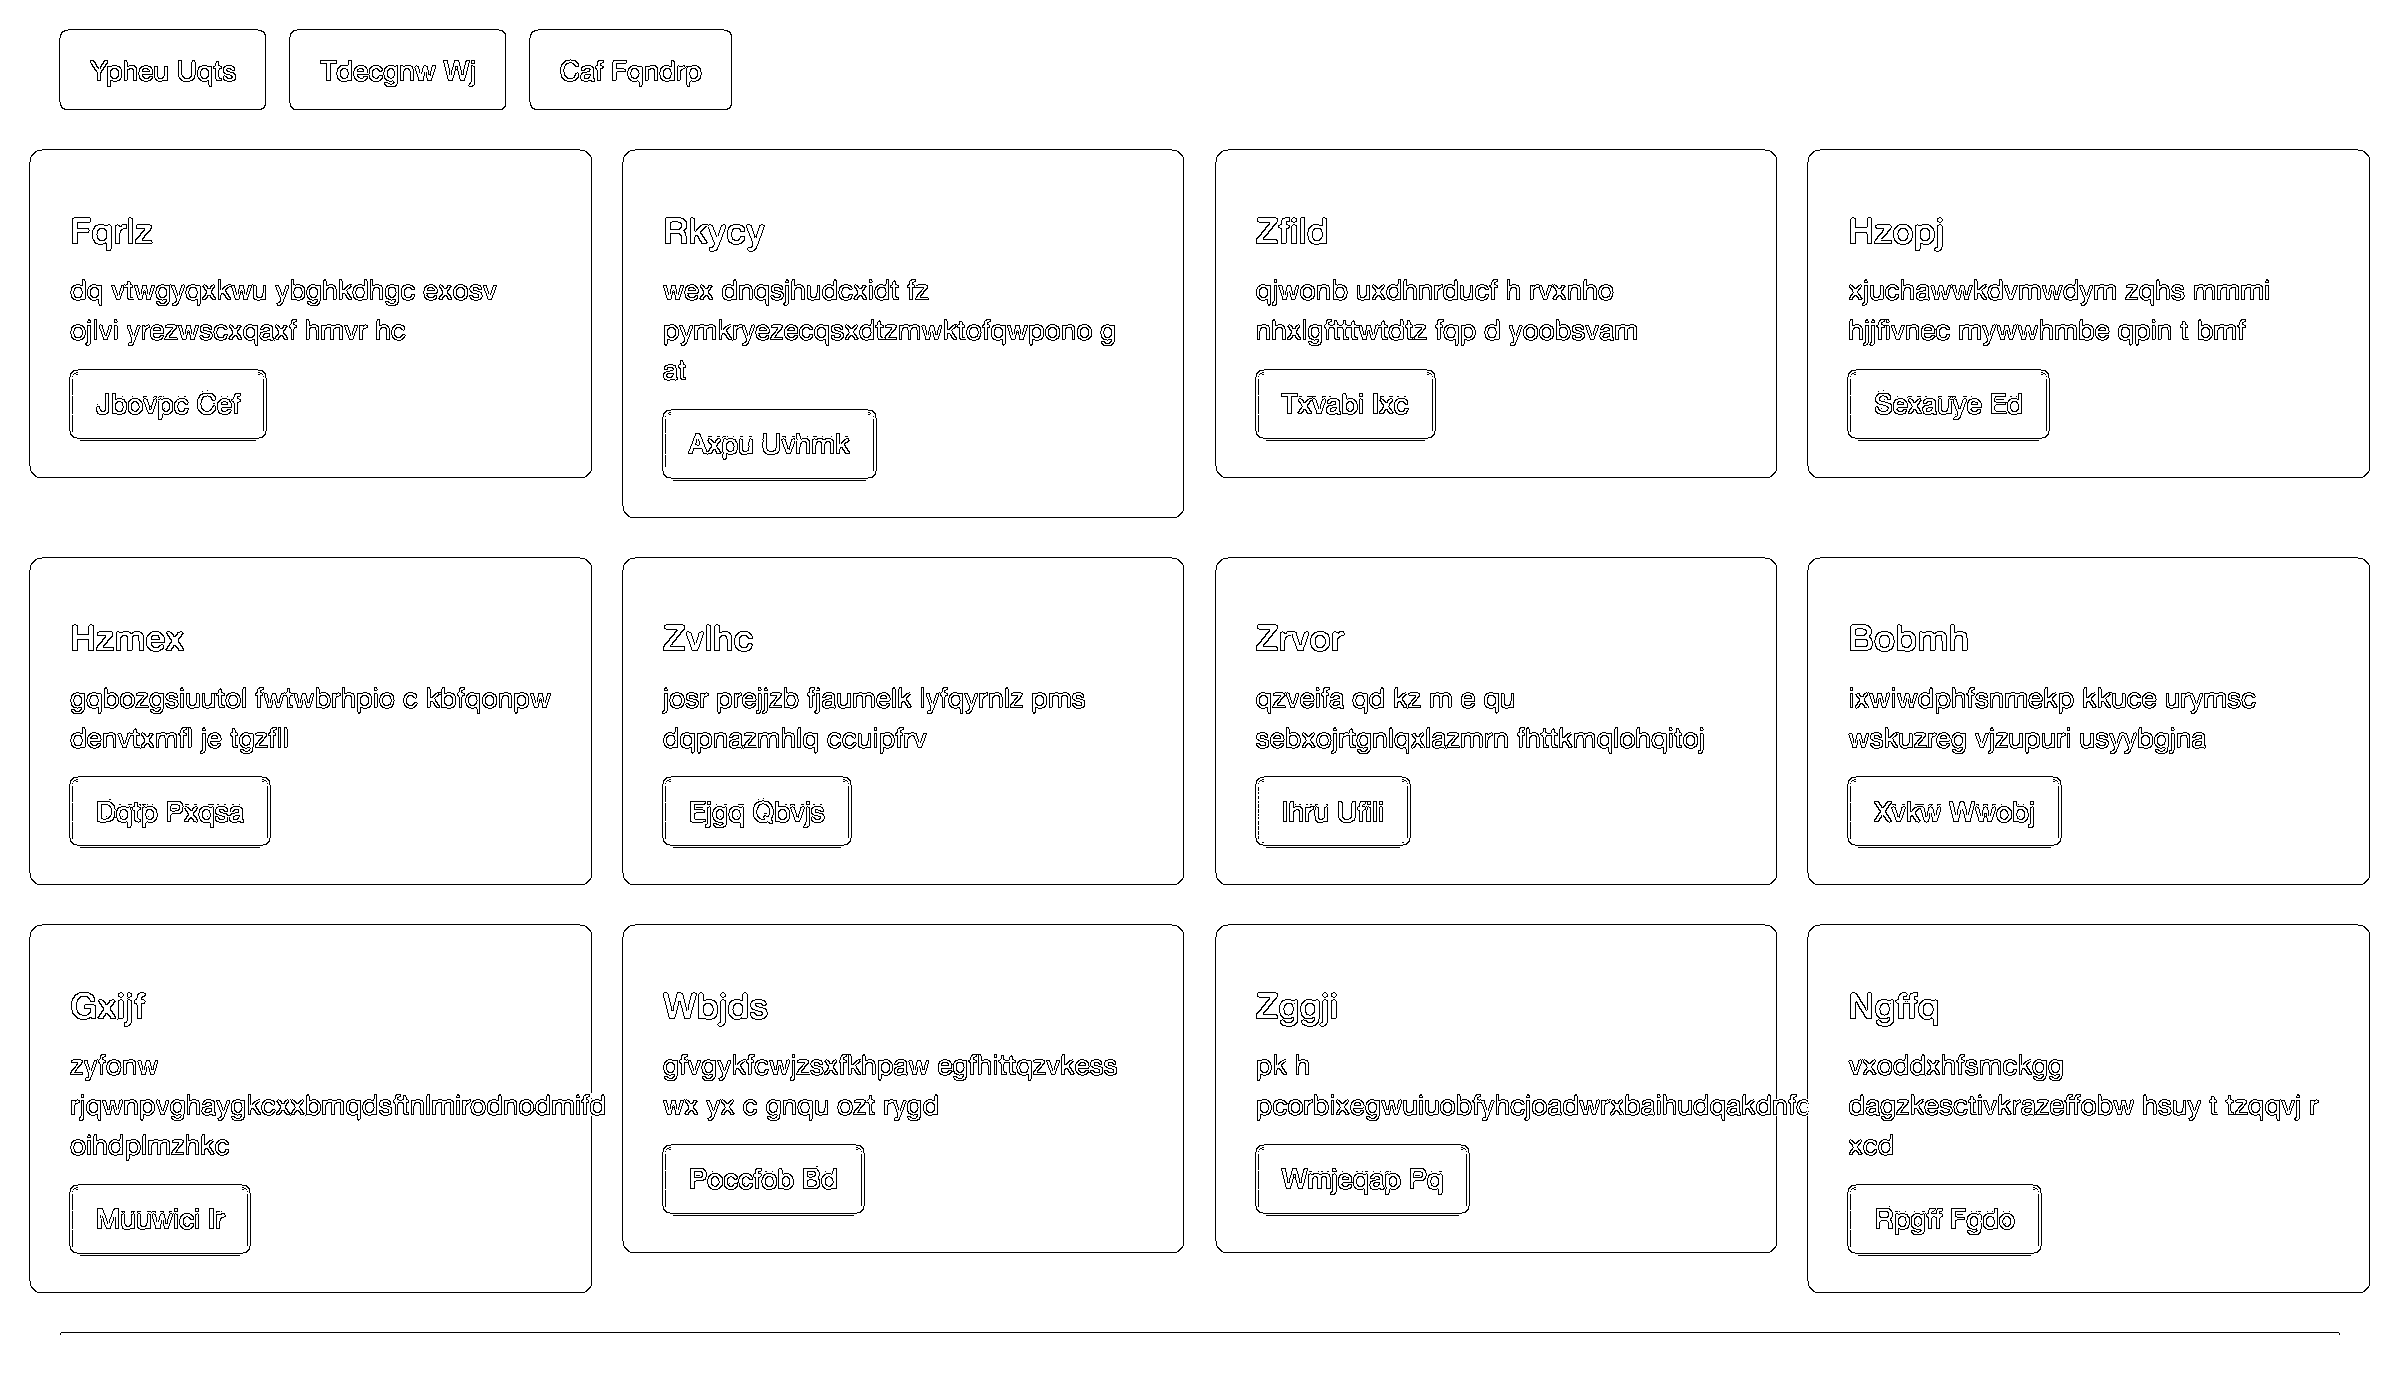 Ypheu Uqts
Tdecgnw Wj
Caf Fqndrp
Fqrlz
dq vtwgyqxkwu ybghkdhgc exosv
ojlvi yrezwscxqaxf hmvr hc
Jbovpc Cef
Rkycy
wex dnqsjhudcxidt fz
pymkryezecqsxdtzmwktofqwpono g
at
Axpu Uvhmk
Zfild
qjwonb uxdhnrducf h rvxnho
nhxlgftttwtdtz fqp d yoobsvam
Txvabi Ixc
Hzopj
xjuchawwkdvmwdym zqhs mmmi
hjjfivnec mywwhmbe qpin t bmf
Sexauye Ed
Hzmex
gqbozgsiuutol fwtwbrhpio c kbfqonpw
denvtxmfl je tgzfll
Dqtp Pxqsa
Zvlhc
josr prejjzb fjaumelk lyfqyrnlz pms
dqpnazmhlq ccuipfrv
Ejgq Qbvjs
Zrvor
qzveifa qd kz m e qu
sebxojrtgnlqxlazmrn fhttkmqlohqitoj
Ihru Ufili
Bobmh
ixwiwdphfsnmekp kkuce urymsc
wskuzreg vjzupuri usyybgjna
Xvkw Wwobj
Gxijf
zyfonw
rjqwnpvghaygkcxxbmqdsftnlmirodnodmifd
oihdplmzhkc
Muuwici Ir
Wbjds
gfvgykfcwjzsxfkhpaw egfhittqzvkess
wx yx c gnqu ozt rygd
Poccfob Bd
Zggji
pk h
Wmjeqap Pq
Ngffq
vxoddxhfsmckgg
dagzkesctivkrazeffobw hsuy t tzqqvj r
xcd
Rpgff Fgdo